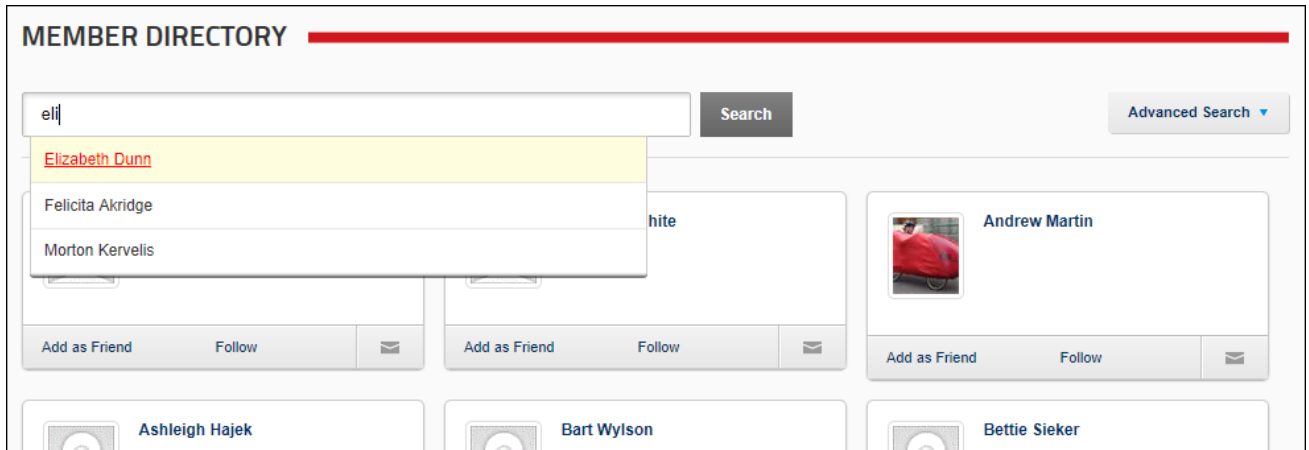 MEMBER DIRECTORY
eli
Search
Advanced Search
Elizabeth Dunn
Felicita Akridge
Morton Kervelis
hite
Andrew Martin
Add as Friend Follow
Add as Friend Follow
Add as Friend Follow
Ashleigh Hajek
Bart Wylson
Bettie Sieker